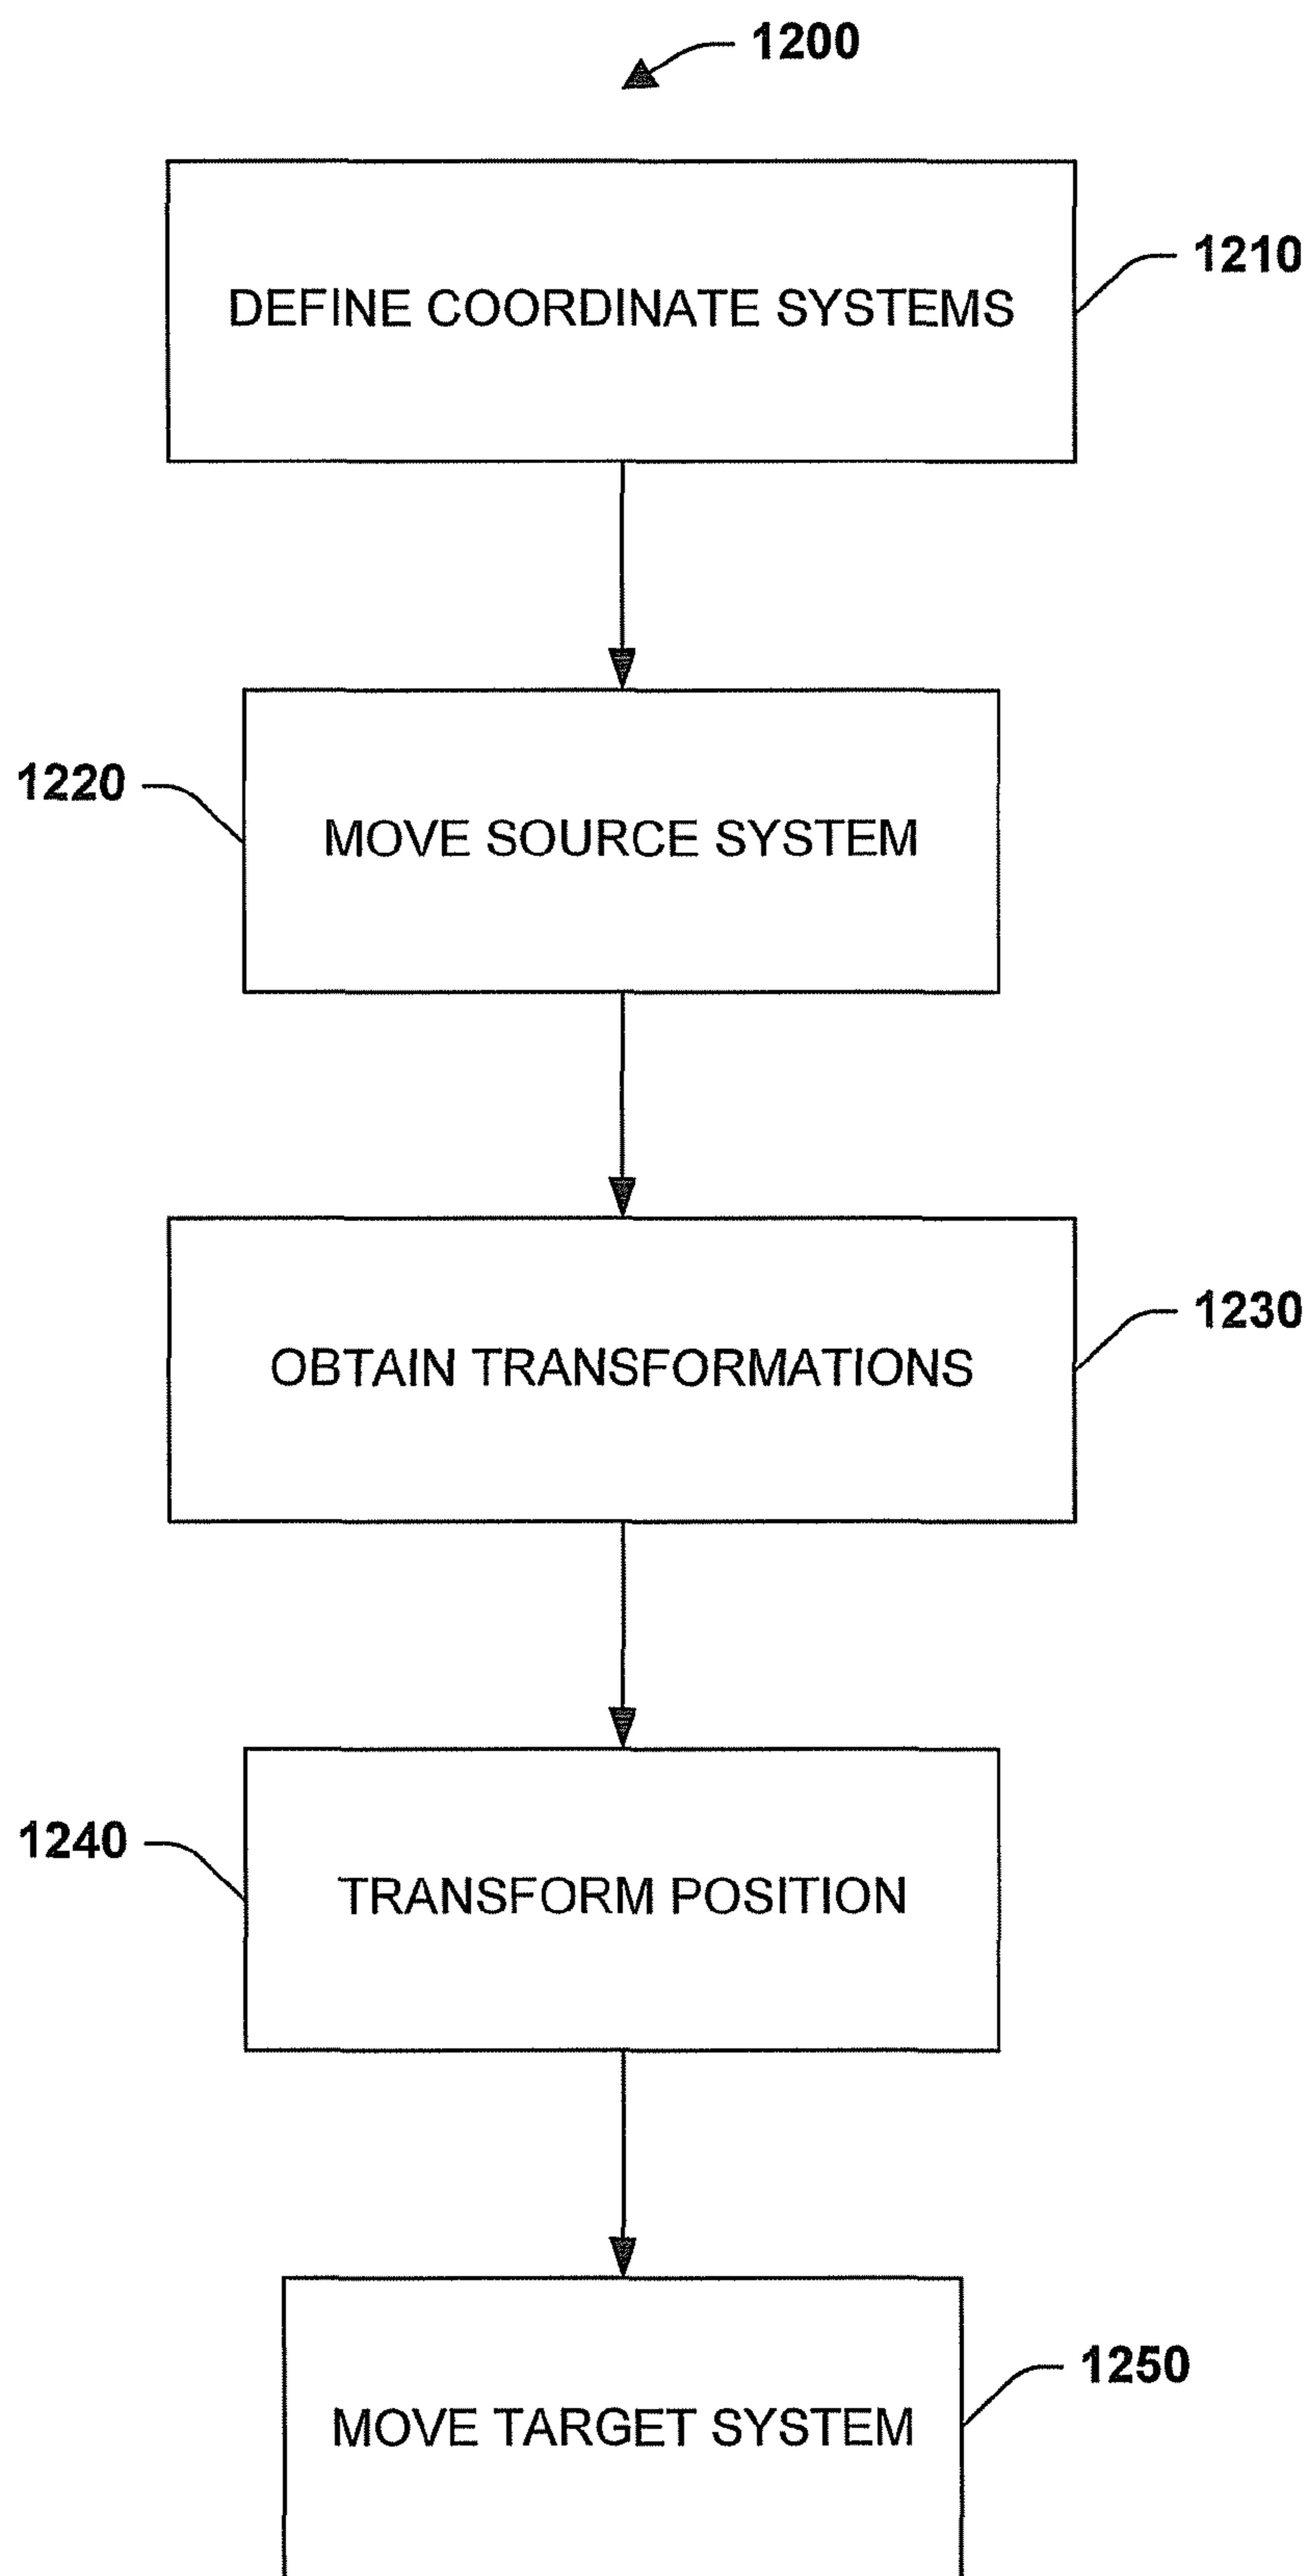 1200
DEFINE COORDINATE SYSTEMS
1210
1220
MOVE SOURCE SYSTEM
OBTAIN TRANSFORMATIONS
1230
1240
TRANSFORM POSITION
MOVE TARGET SYSTEM
1250